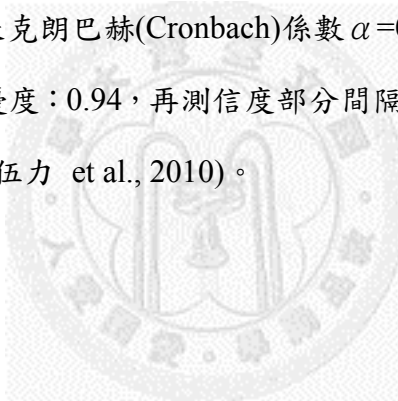 克朗巴赫(Cronbach)係數α=
度：0.94，再測信度部分間隔
伍力 et al., 2010)。